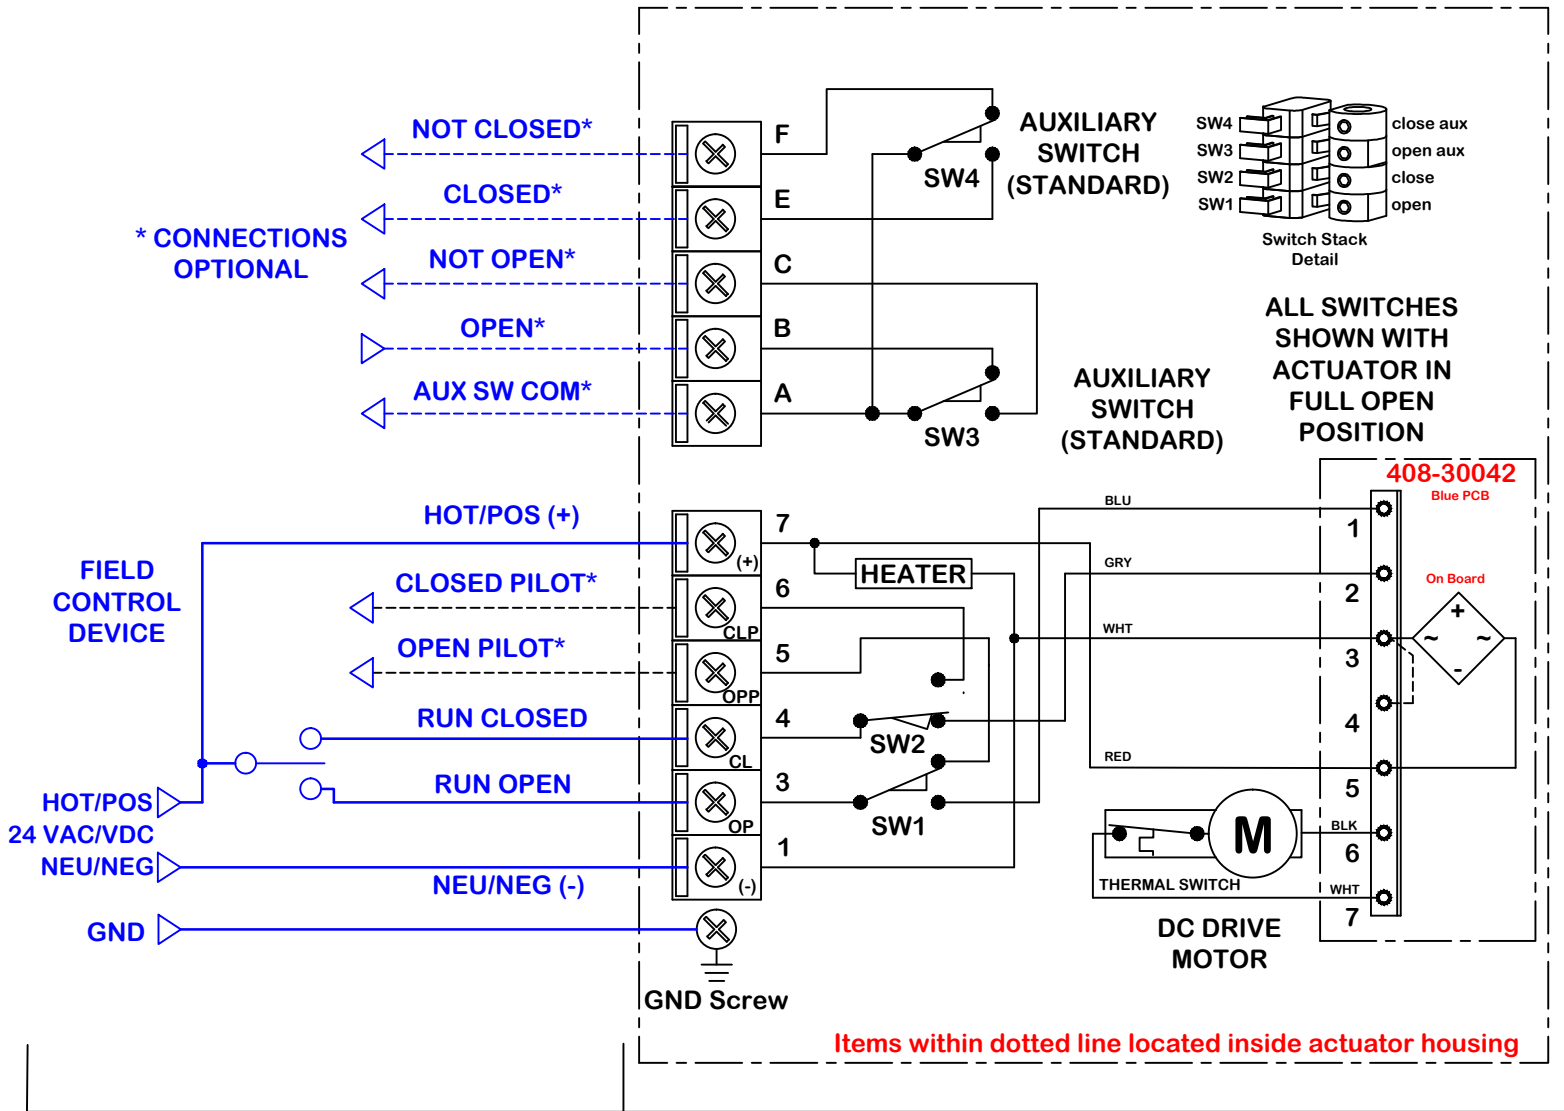 NOT CLOSED*
CLOSED*
* CONNECTIONS
OPTIONAL
NOT OPEN*
OPEN*
AUX SW COM*
F
E
C
B
A
SW4
AUXILIARY
SWITCH
(STANDARD)
SW3
AUXILIARY
SWITCH
(STANDARD)
SW4
SW3
SW2
SW1
close aux
open aux
close
open
Switch Stack
Detail
ALL SWITCHES
SHOWN WITH
ACTUATOR IN
FULL OPEN
POSITION
HOT/POS (+)
FIELD
CONTROL
DEVICE
CLOSED PILOT*
OPEN PILOT*
RUN CLOSED
RUN OPEN
HOT/POS
24 VAC/VDC
NEU/NEG
NEU/NEG (-)
GND
7
(+)
6
CLP
5
OPP
4
CL
3
OP
1
(-)
GND Screw
HEATER
SW2
SW1
BLU
GRY
WHT
RED
BLK
WHT
THERMAL SWITCH
M
DC DRIVE
MOTOR
408-30042
Blue PCB
On Board
+
~ ~
-
1
2
3
4
5
6
7
Items within dotted line located inside actuator housing